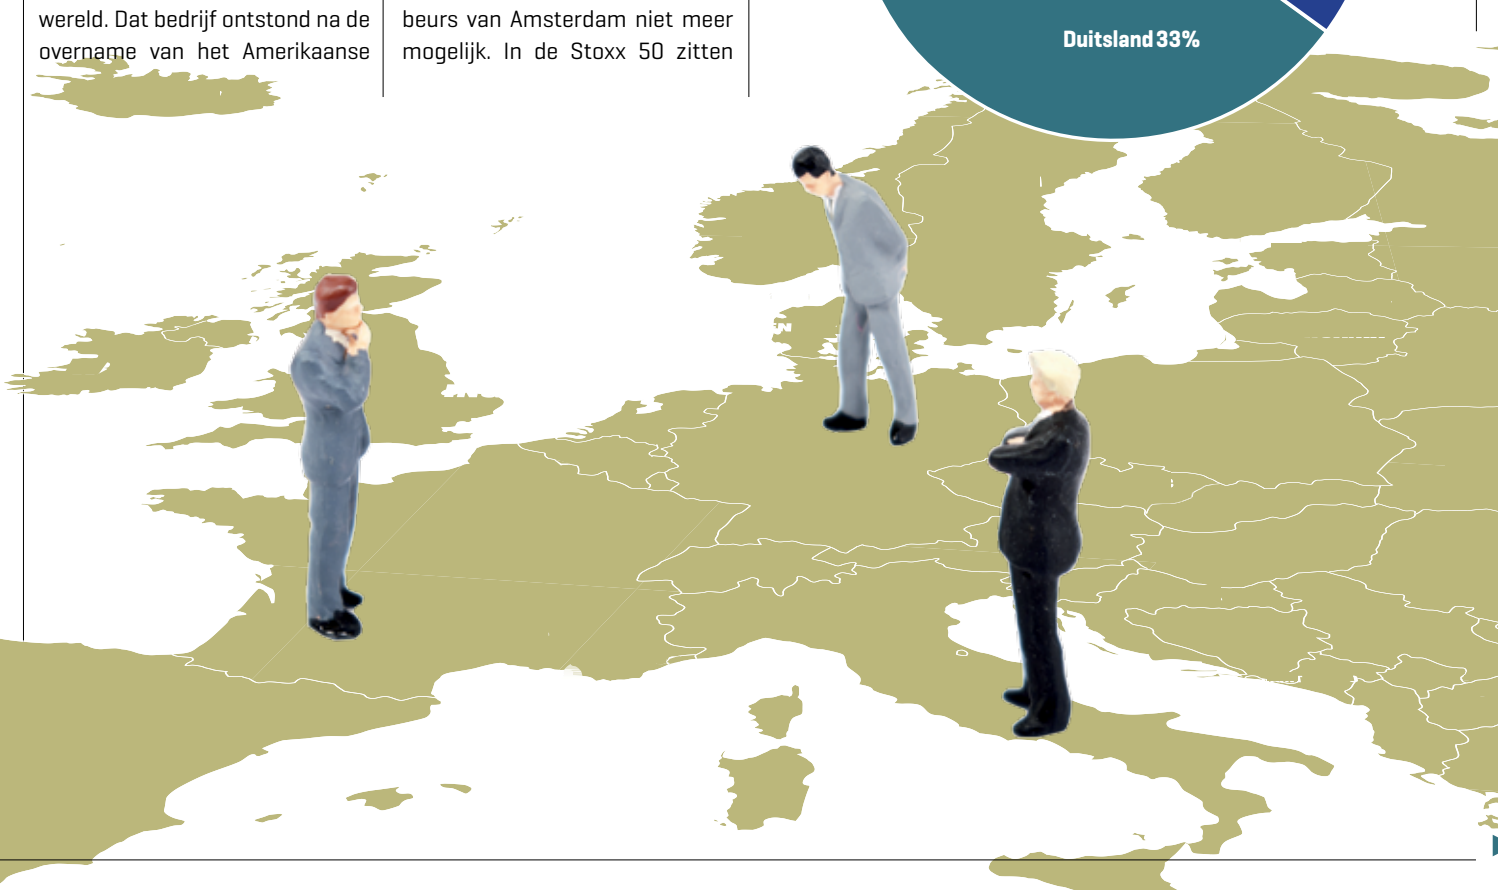 wereld. Dat bedrijf ontstond na de
overname van het Amerikaanse
beurs van Amsterdam niet meer
mogelijk. In de Stoxx 50 zitten
Duitsland 33%